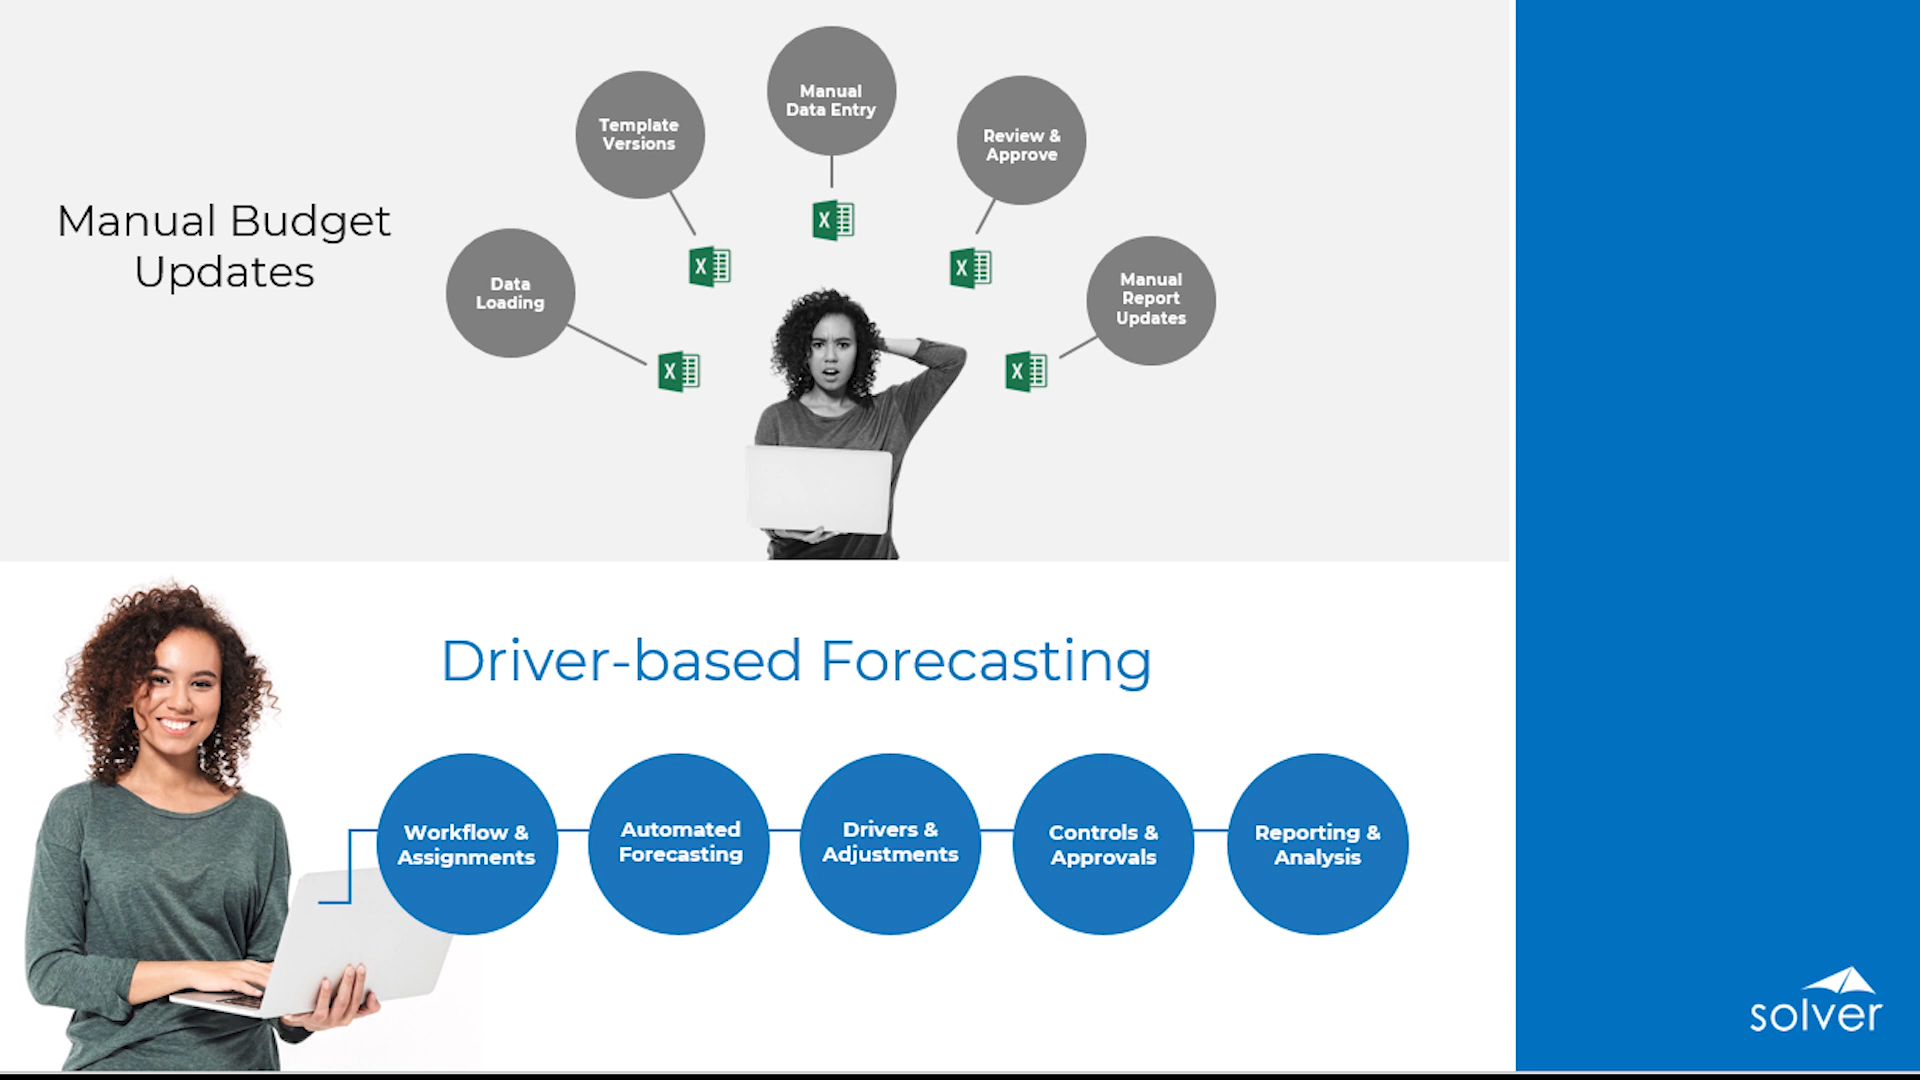 Manual Budget
Updates
Data
Loading
Template
Versions
Manual
Data Entry
Review &
Approve
Manual
Report
Updates
X
X
X
X
X
Driver-based Forecasting
Workflow &
Assignments
Automated
Forecasting
Drivers &
Adjustments
Controls &
Approvals
Reporting &
Analysis
solver